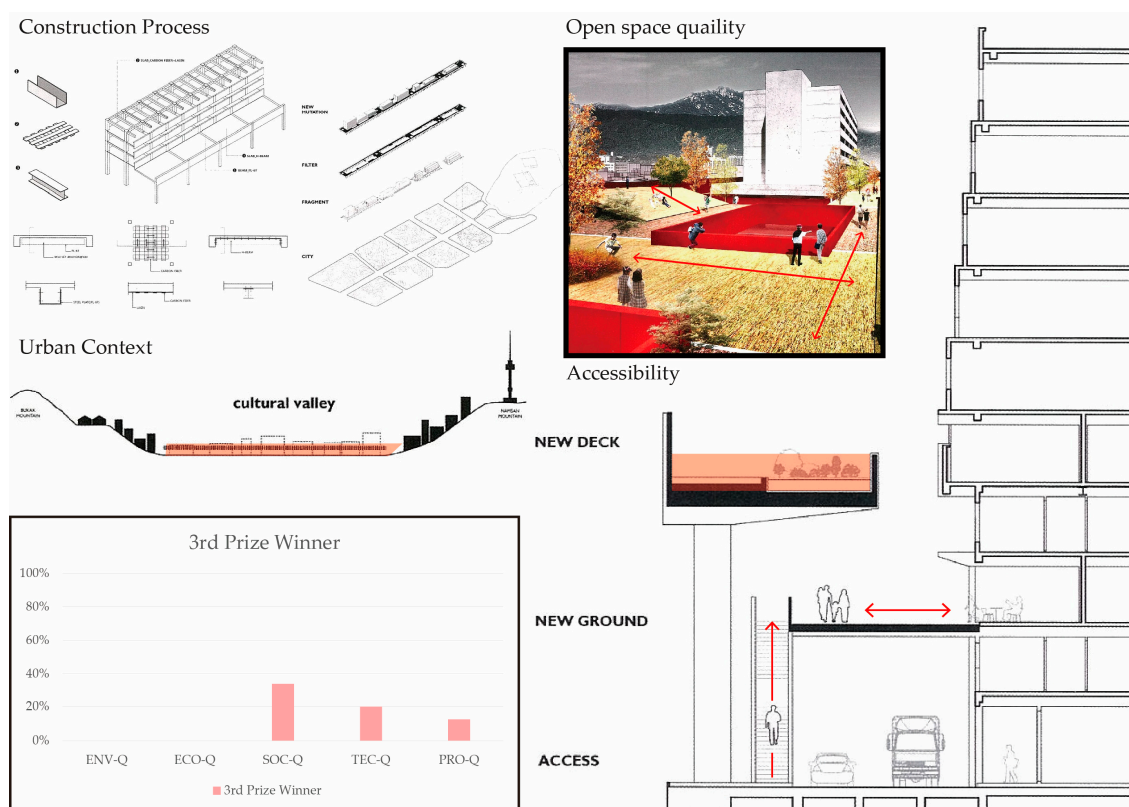 Construction Process
NEW
MUTATION
FILTER
FRAGMENT
CITY
Open space quaility
Urban Context
BUKAK
MOUNTAIN
cultural valley
NAMSAN
MOUNTAIN
Accessibility
NEW DECK
NEW GROUND
ACCESS
3rd Prize Winner
100%
80%
60%
40%
20%
0%
ENV-Q ECO-Q SOC-Q TEC-Q PRO-Q
3rd Prize Winner